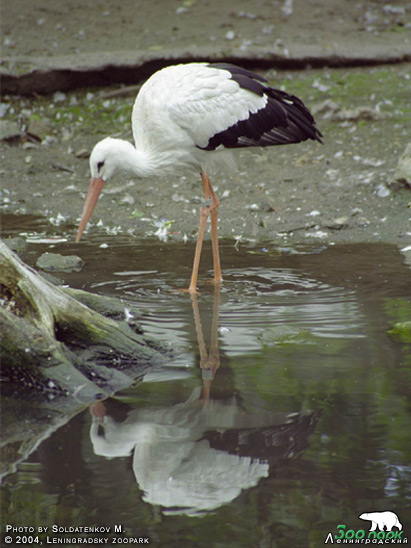 Photo by Soldatenkov M.
© 2004, Leningradsky zoopark
Зоопарк
Ленинградский